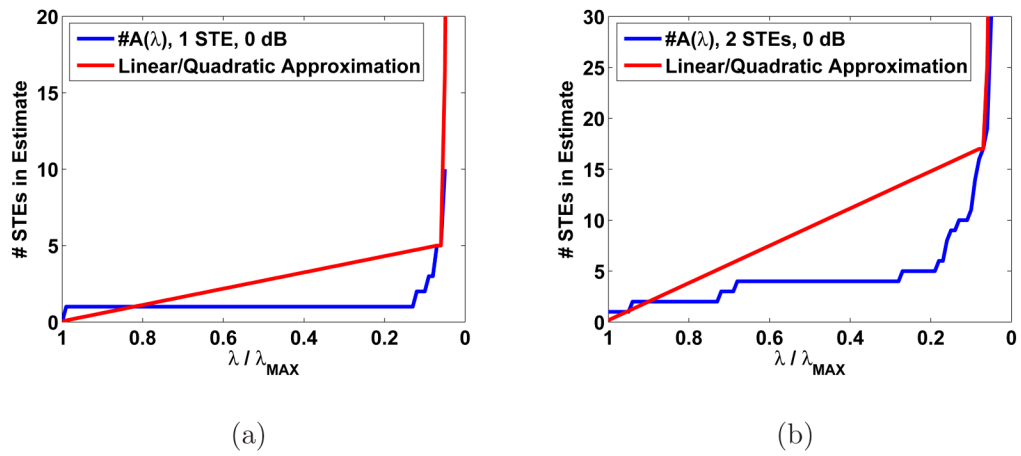 #A(λ), 1 STE, 0 dB
Linear/Quadratic Approximation
# STEs in Estimate
20
15
10
5
0
1
0.8
0.6
0.4
0.2
0
λ / λMAX
(a)
#A(λ), 2 STEs, 0 dB
Linear/Quadratic Approximation
# STEs in Estimate
30
25
20
15
10
5
0
1
0.8
0.6
0.4
0.2
0
λ / λMAX
(b)